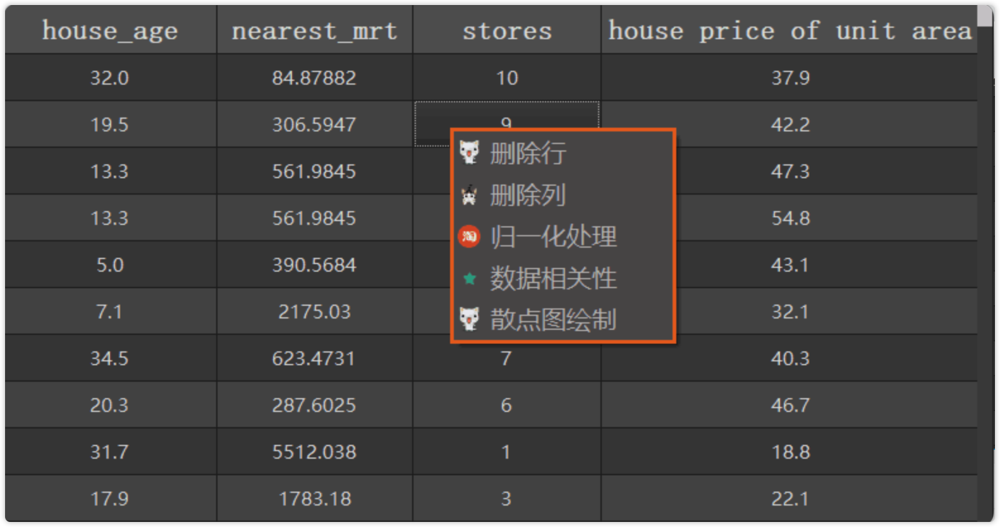 house_age nearest_mrt stores house price of unit area
32.0 84.87882 10 37.9
19.5 306.5947 9 42.2
删除行
13.3 561.9845 47.3
删除列
13.3 561.9845 54.8
淘 归一化处理
5.0 390.5684 43.1
数据相关性
7.1 2175.03 32.1
散点图绘制
34.5 623.4731 7 40.3
20.3 287.6025 6 46.7
31.7 5512.038 1 18.8
17.9 1783.18 3 22.1